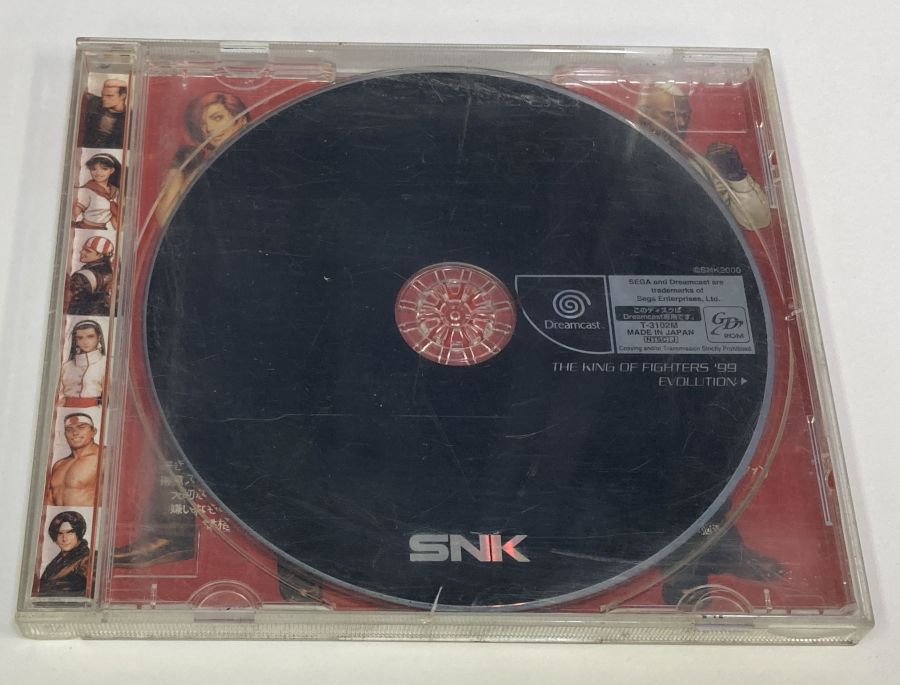 ©SNK2000
SEGA and Dreamcast are
trademarks of
Sega Enterprises, Ltd.
Dreamcast
このディスクは
Dreamcast専用です。
T-3102M
MADE IN JAPAN
NTSC-J
GD
ROM
Copying and/or Transmission Strictly Prohibited.
THE KING OF FIGHTERS '99
EVOLUTION
SNK